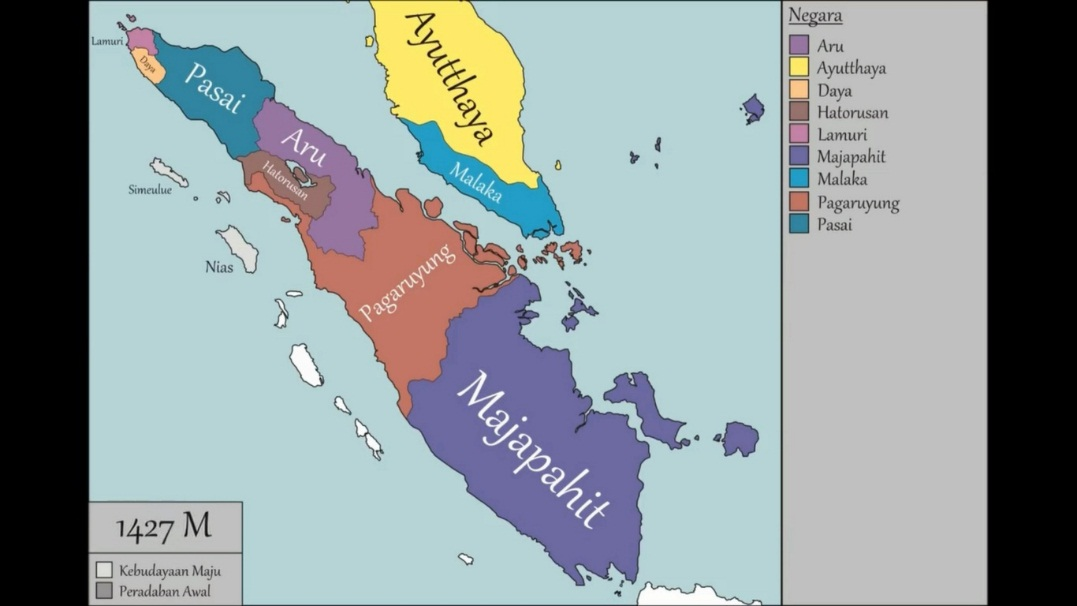 Negara
Aru
Ayutthaya
Daya
Hatorusan
Lamuri
Majapahit
Malaka
Pagaruyung
Pasai
Lamuri
Daya
Pasai
Ayutthaya
Aru
Malaka
Hatorusan
Simeulue
Nias
Pagaruyung
Majapahit
1427 M
Kebudayaan Maju
Peradaban Awal